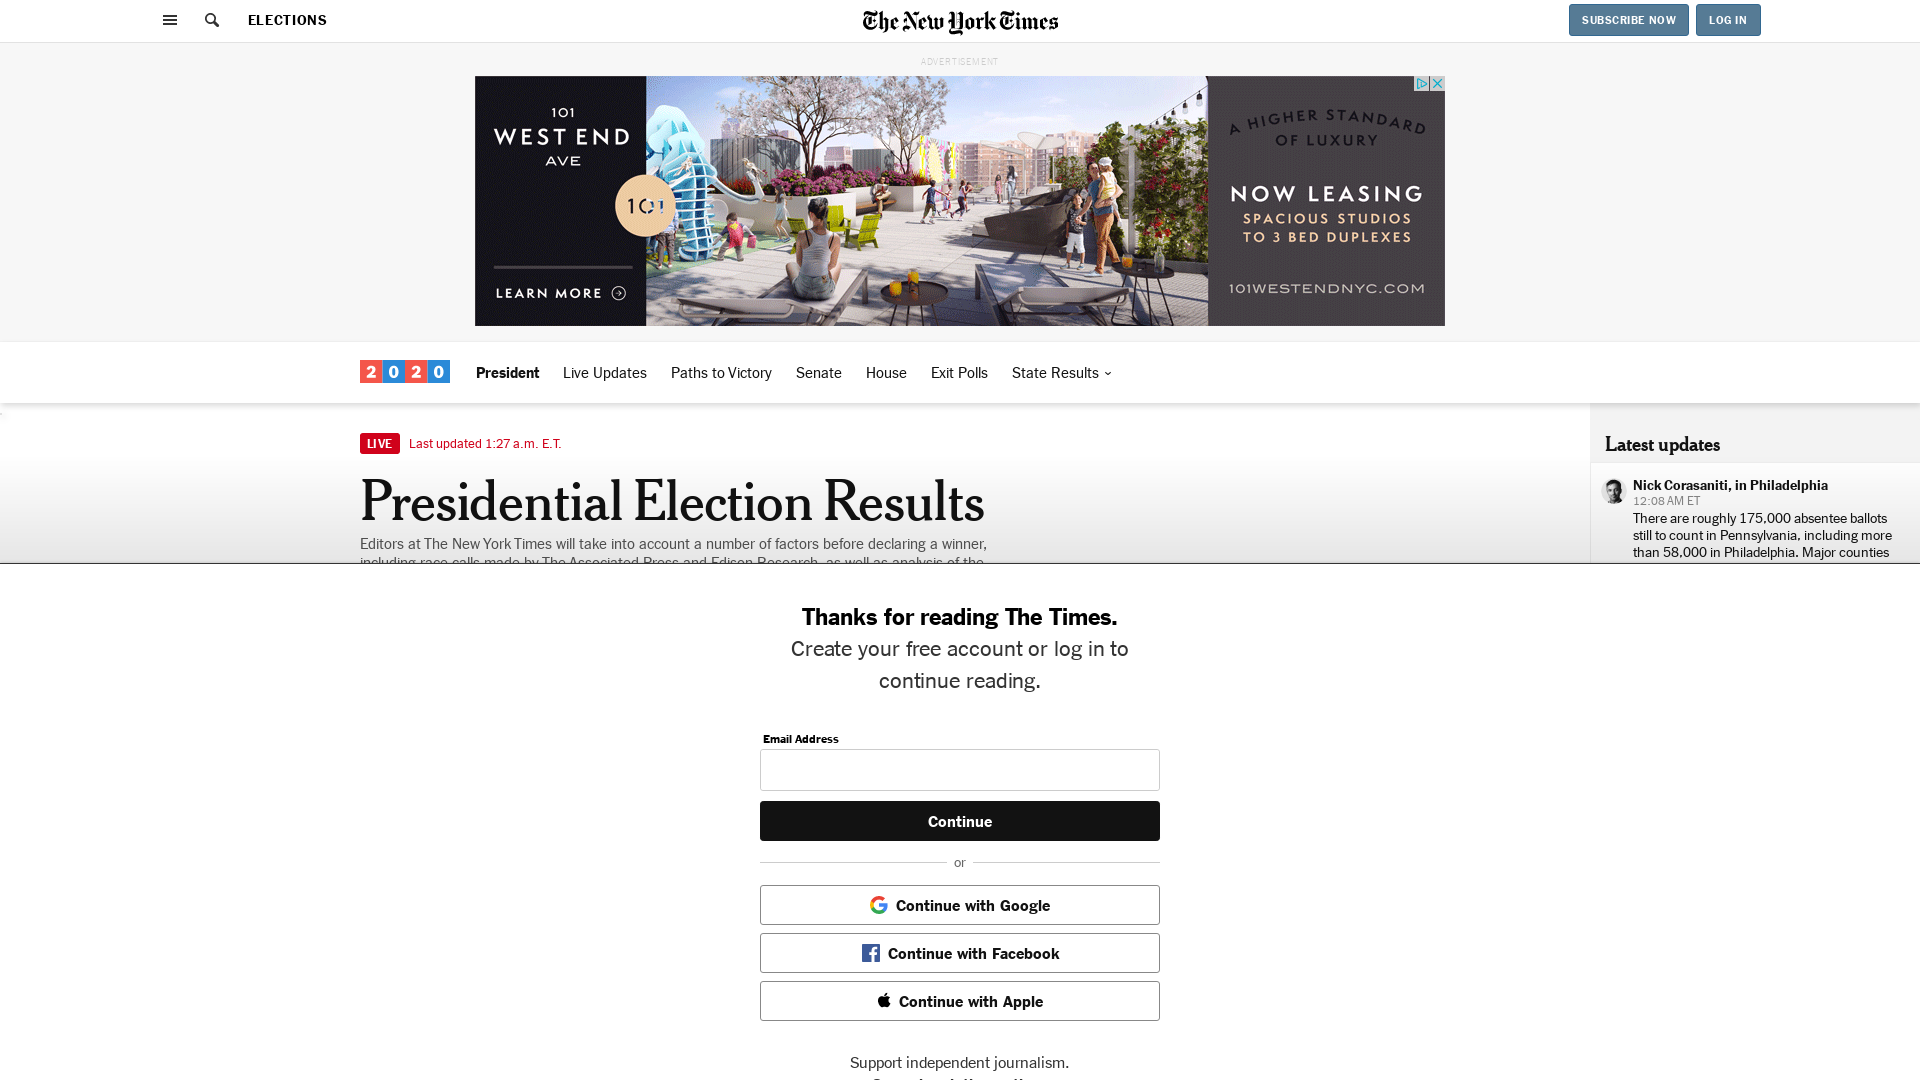 ELECTIONS
The New York Times
SUBSCRIBE NOW
LOG IN
ADVERTISEMENT
101
WEST END
AVE
LEARN MORE
A HIGHER STANDARD
OF LUXURY
NOW LEASING
SPACIOUS STUDIOS
TO 3 BED DUPLEXES
101WESTENDNYC.COM
2020
President
Live Updates
Paths to Victory
Senate
House
Exit Polls
State Results
LIVE
Last updated 1:27 a.m. E.T.
Presidential Election Results
Editors at The New York Times will take into account a number of factors before declaring a winner,
including race calls made by The Associated Press and Edison Research, as well as analysis of the
Latest updates
Nick Corasaniti, in Philadelphia
12:08 AM ET
There are roughly 175,000 absentee ballots
still to count in Pennsylvania, including more
than 58,000 in Philadelphia. Major counties
Thanks for reading The Times.
Create your free account or log in to
continue reading.
Email Address
Continue
or
Continue with Google
Continue with Facebook
Continue with Apple
Support independent journalism.